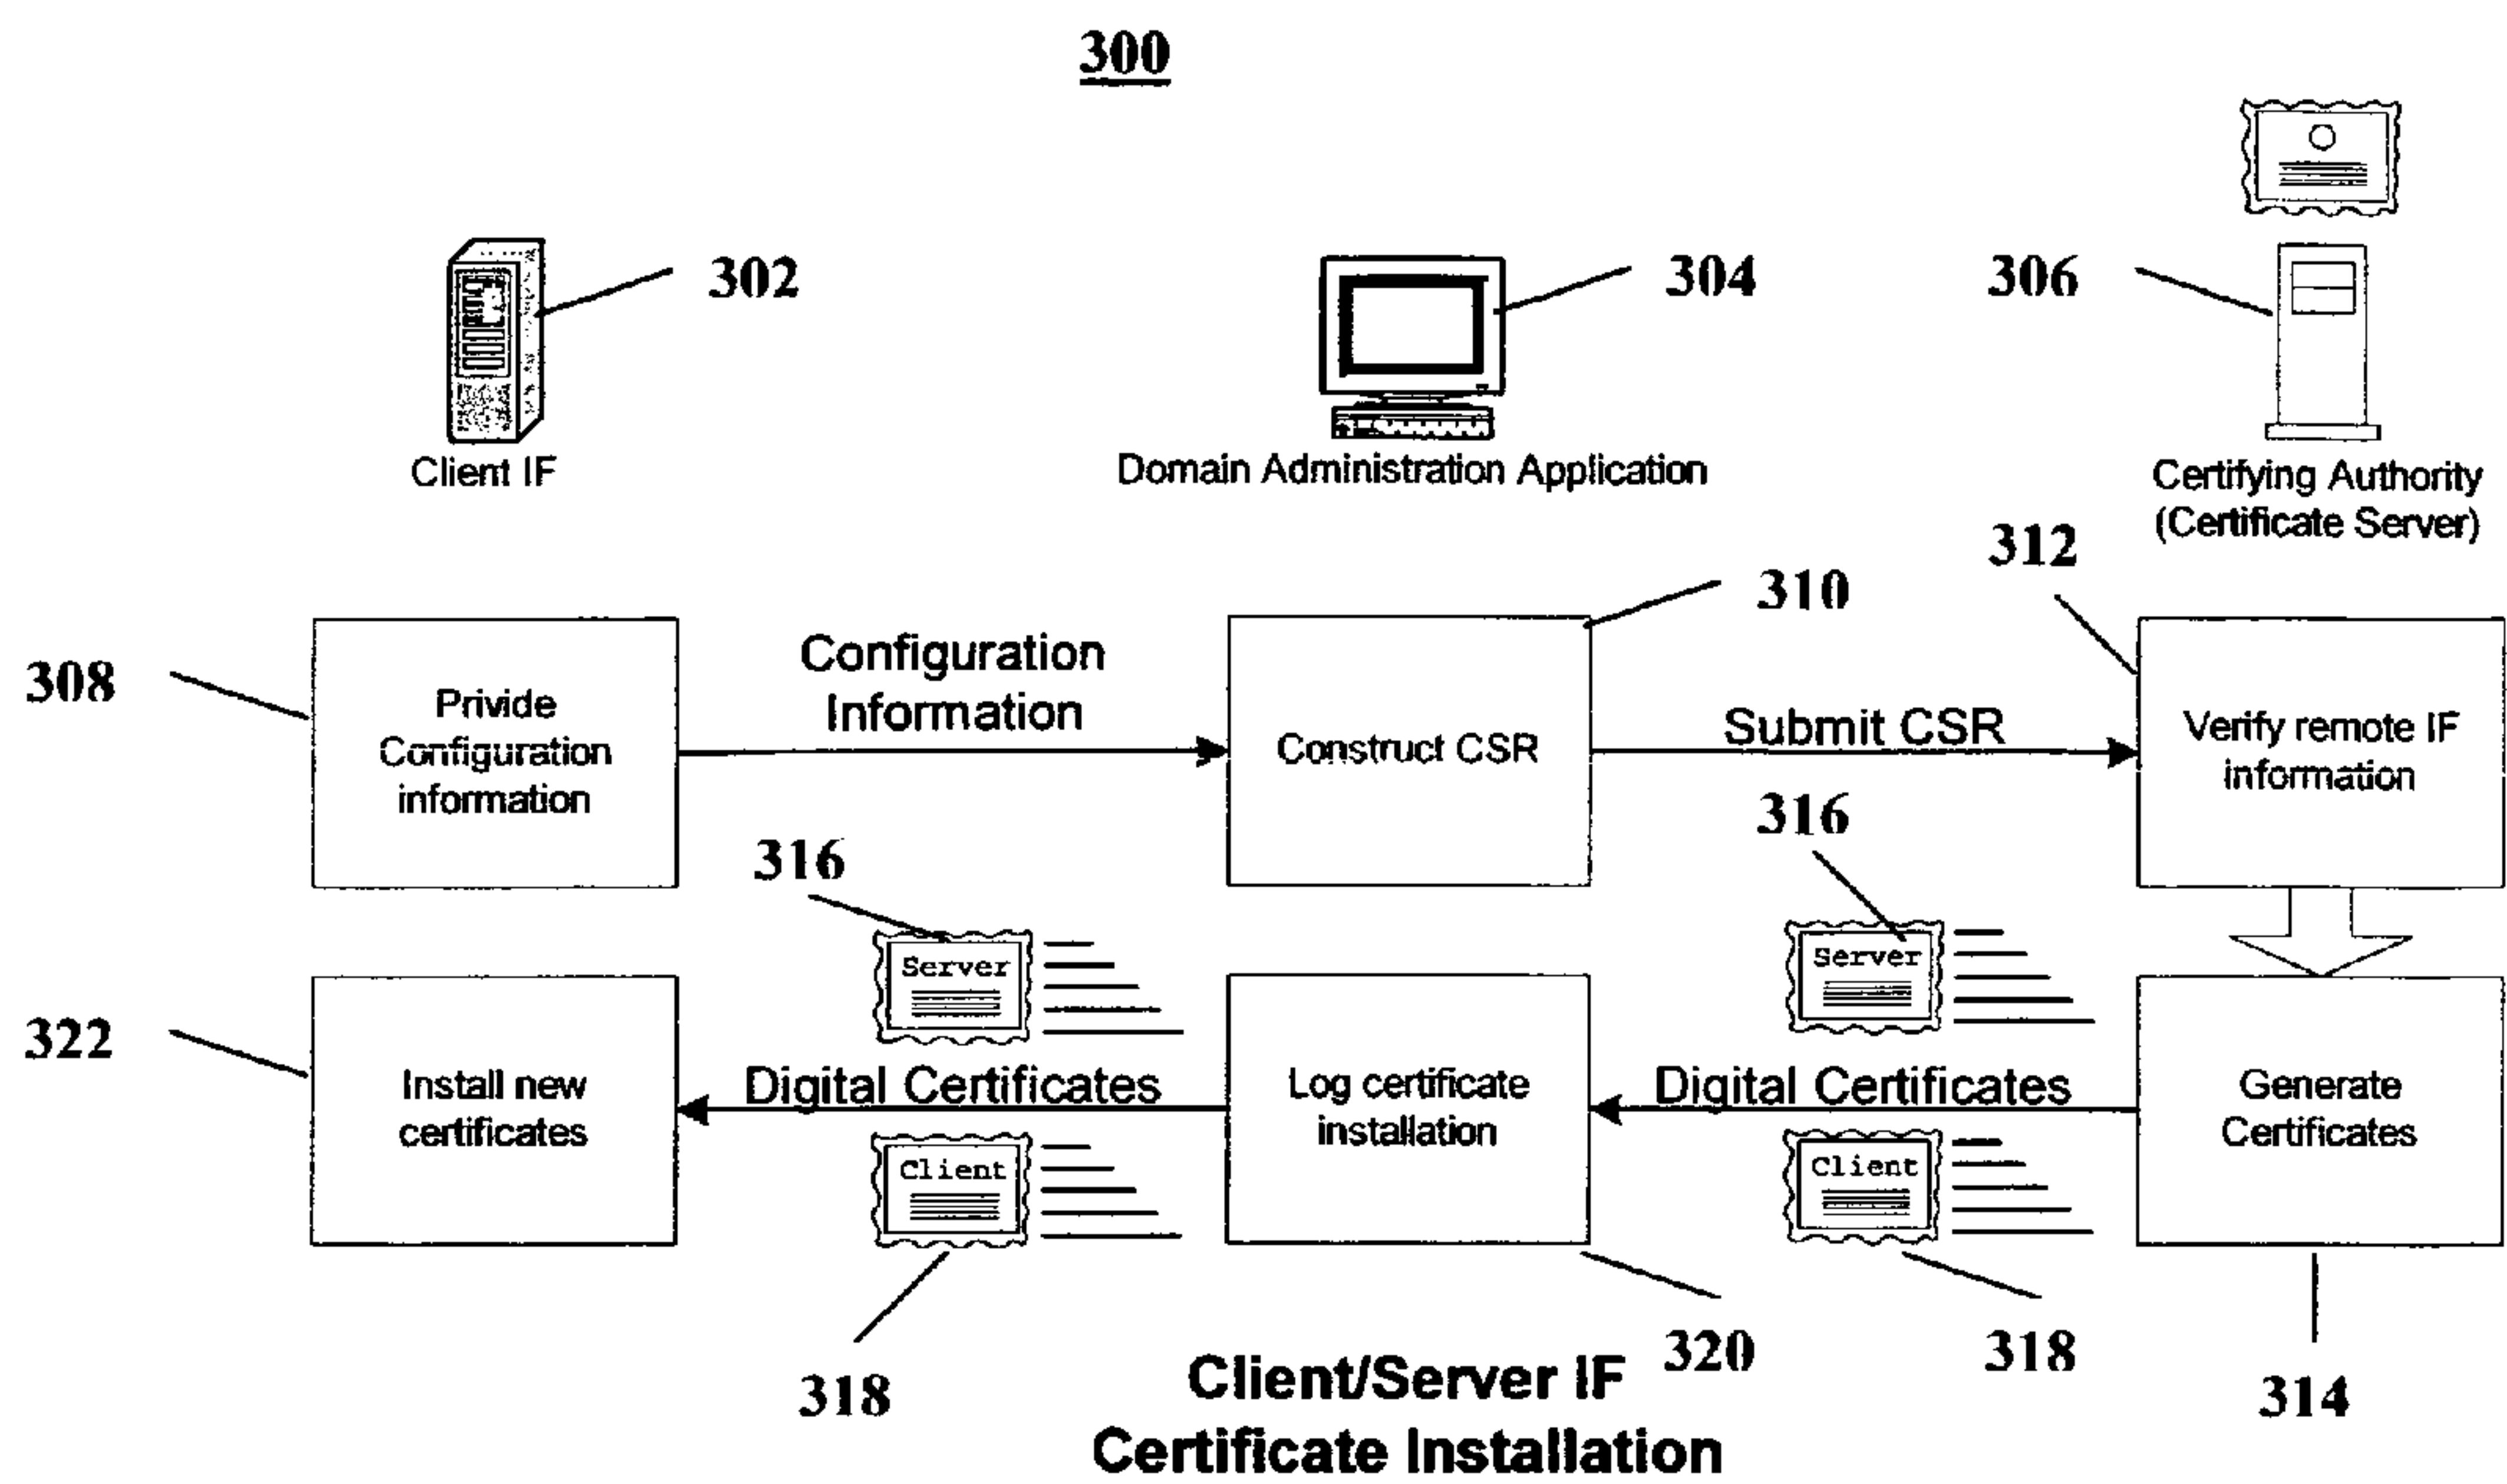 300
302
304
306
Client IF
Domain Administration Application
Certifying Authority
(Certificate Server)
308
310
312
Privide
Configuration
information
Configuration
Information
Construct CSR
Submit CSR
Verify remote IF
information
316
316
Server
Server
322
Install new
certificates
Digital Certificates
Log certificate
installation
Digital Certificates
Generate
Certificates
Client
Client
318
320
318
314
Client/Server IF
Certificate Installation